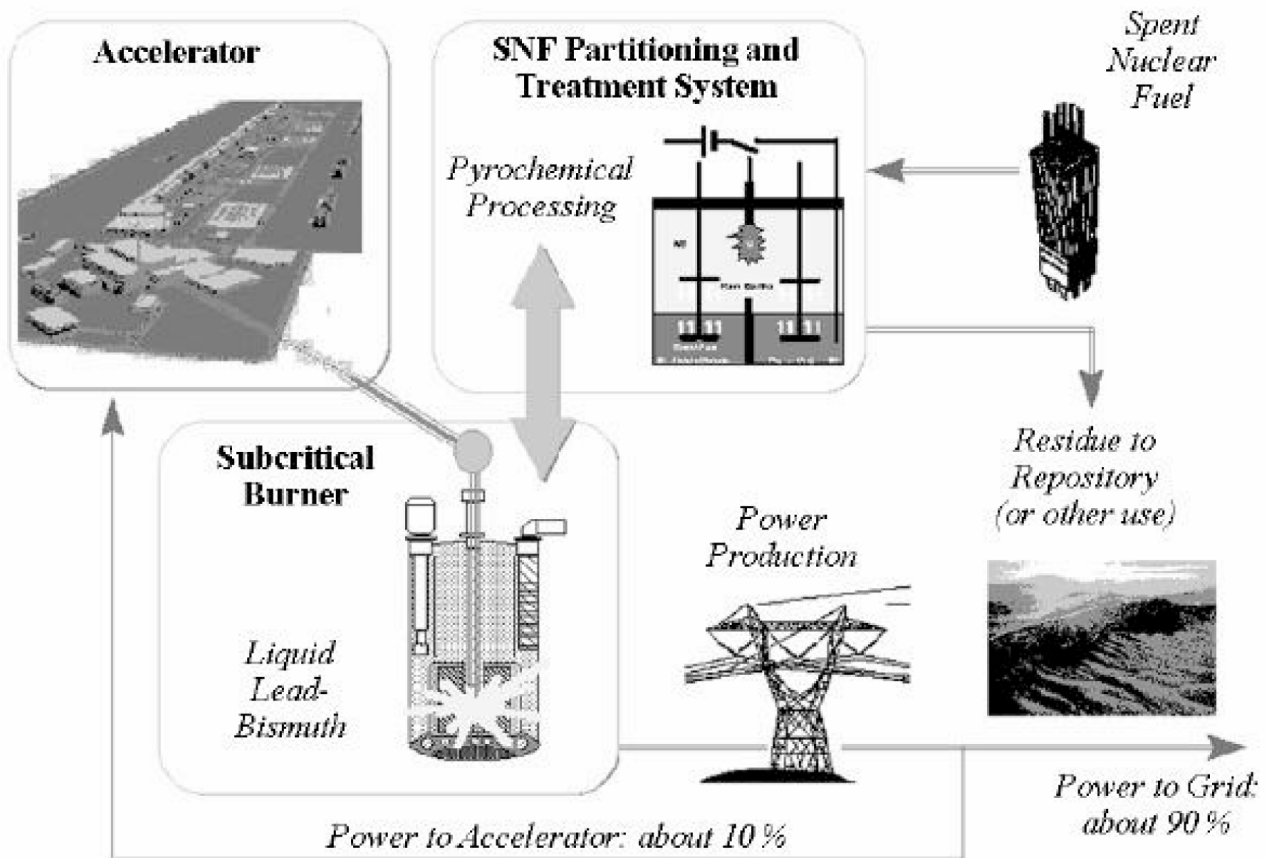 Accelerator
SNF Partitioning and
Treatment System
Pyrochemical
Processing
Spent
Nuclear
Fuel
Subcritical
Burner
Liquid
Lead-
Bismuth
Power
Production
Residue to
Repository
(or other use)
Power to Grid:
about 90 %
Power to Accelerator: about 10 %